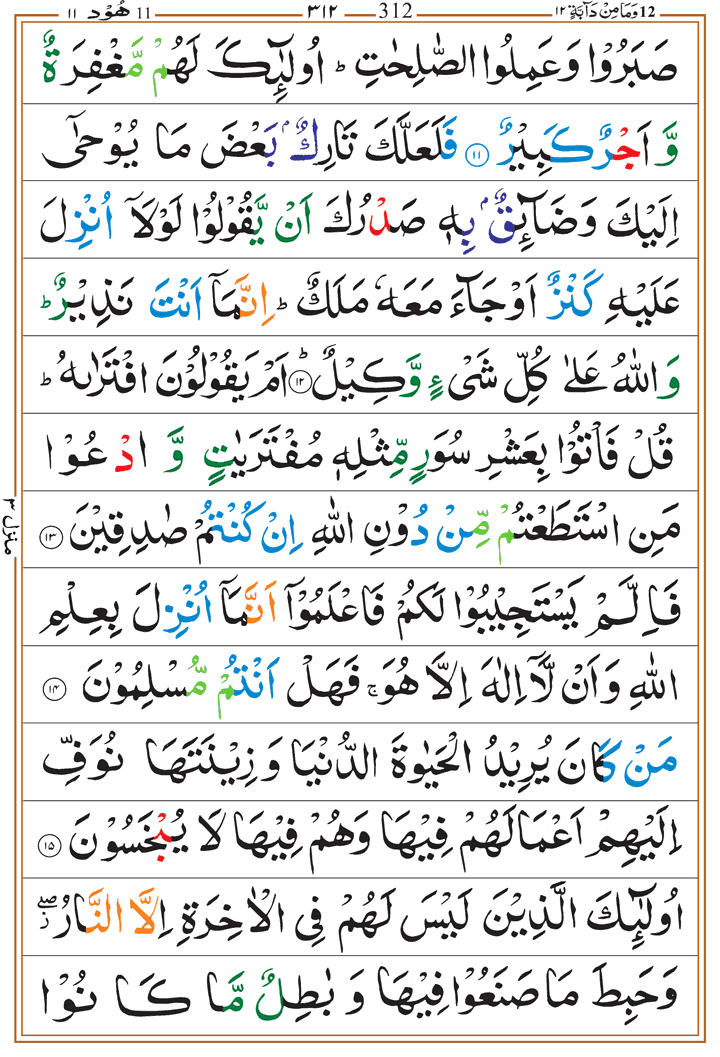 12 وَمَا مِنْ دَآبَّةٍ ١٢ 312 ٣١٢ 11 هُوْد ١١
صَبَرُوْا وَعَمِلُوا الصّٰلِحٰتِ ؕ اُولٰٓئِكَ لَهُمْ مَّغْفِرَةٌ
وَّ اَجْرٌ كَبِيْرٌ ۝۱۱ فَلَعَلَّكَ تَارِكٌۢ بَعْضَ مَا يُوْحٰٓى
اِلَيْكَ وَضَآئِقٌۢ بِهٖ صَدْرُكَ اَنْ يَّقُوْلُوْا لَوْلَاۤ اُنْزِلَ
عَلَيْهِ كَنْزٌ اَوْجَآءَ مَعَهٗ مَلَكٌ ؕ اِنَّمَاۤ اَنْتَ نَذِيْرٌ ؕ
وَاللّٰهُ عَلٰى كُلِّ شَىْءٍ وَّكِيْلٌ ؕ۝۱۲ اَمْ يَقُوْلُوْنَ افْتَرٰىهُ ؕ
قُلْ فَاْتُوْا بِعَشْرِ سُوَرٍ مِّثْلِهٖ مُفْتَرَيٰتٍ وَّ ادْعُوْا
مَنِ اسْتَطَعْتُمْ مِّنْ دُوْنِ اللّٰهِ اِنْ كُنْتُمْ صٰدِقِيْنَ ۝۱۳
فَاِلَّمْ يَسْتَجِيْبُوْا لَكُمْ فَاعْلَمُوْۤا اَنَّمَاۤ اُنْزِلَ بِعِلْمِ
اللّٰهِ وَاَنْ لَّاۤ اِلٰهَ اِلَّا هُوَ ۚ فَهَلْ اَنْتُمْ مُّسْلِمُوْنَ ۝۱۴
مَنْ كَانَ يُرِيْدُ الْحَيٰوةَ الدُّنْيَا وَزِيْنَتَهَا نُوَفِّ
اِلَيْهِمْ اَعْمَالَهُمْ فِيْهَا وَهُمْ فِيْهَا لَا يُبْخَسُوْنَ ۝۱۵
اُولٰٓئِكَ الَّذِيْنَ لَيْسَ لَهُمْ فِى الْاٰخِرَةِ اِلَّا النَّارُ ۖز
وَحَبِطَ مَا صَنَعُوْا فِيْهَا وَ بٰطِلٌ مَّا كَانُوْا
منزل ٣